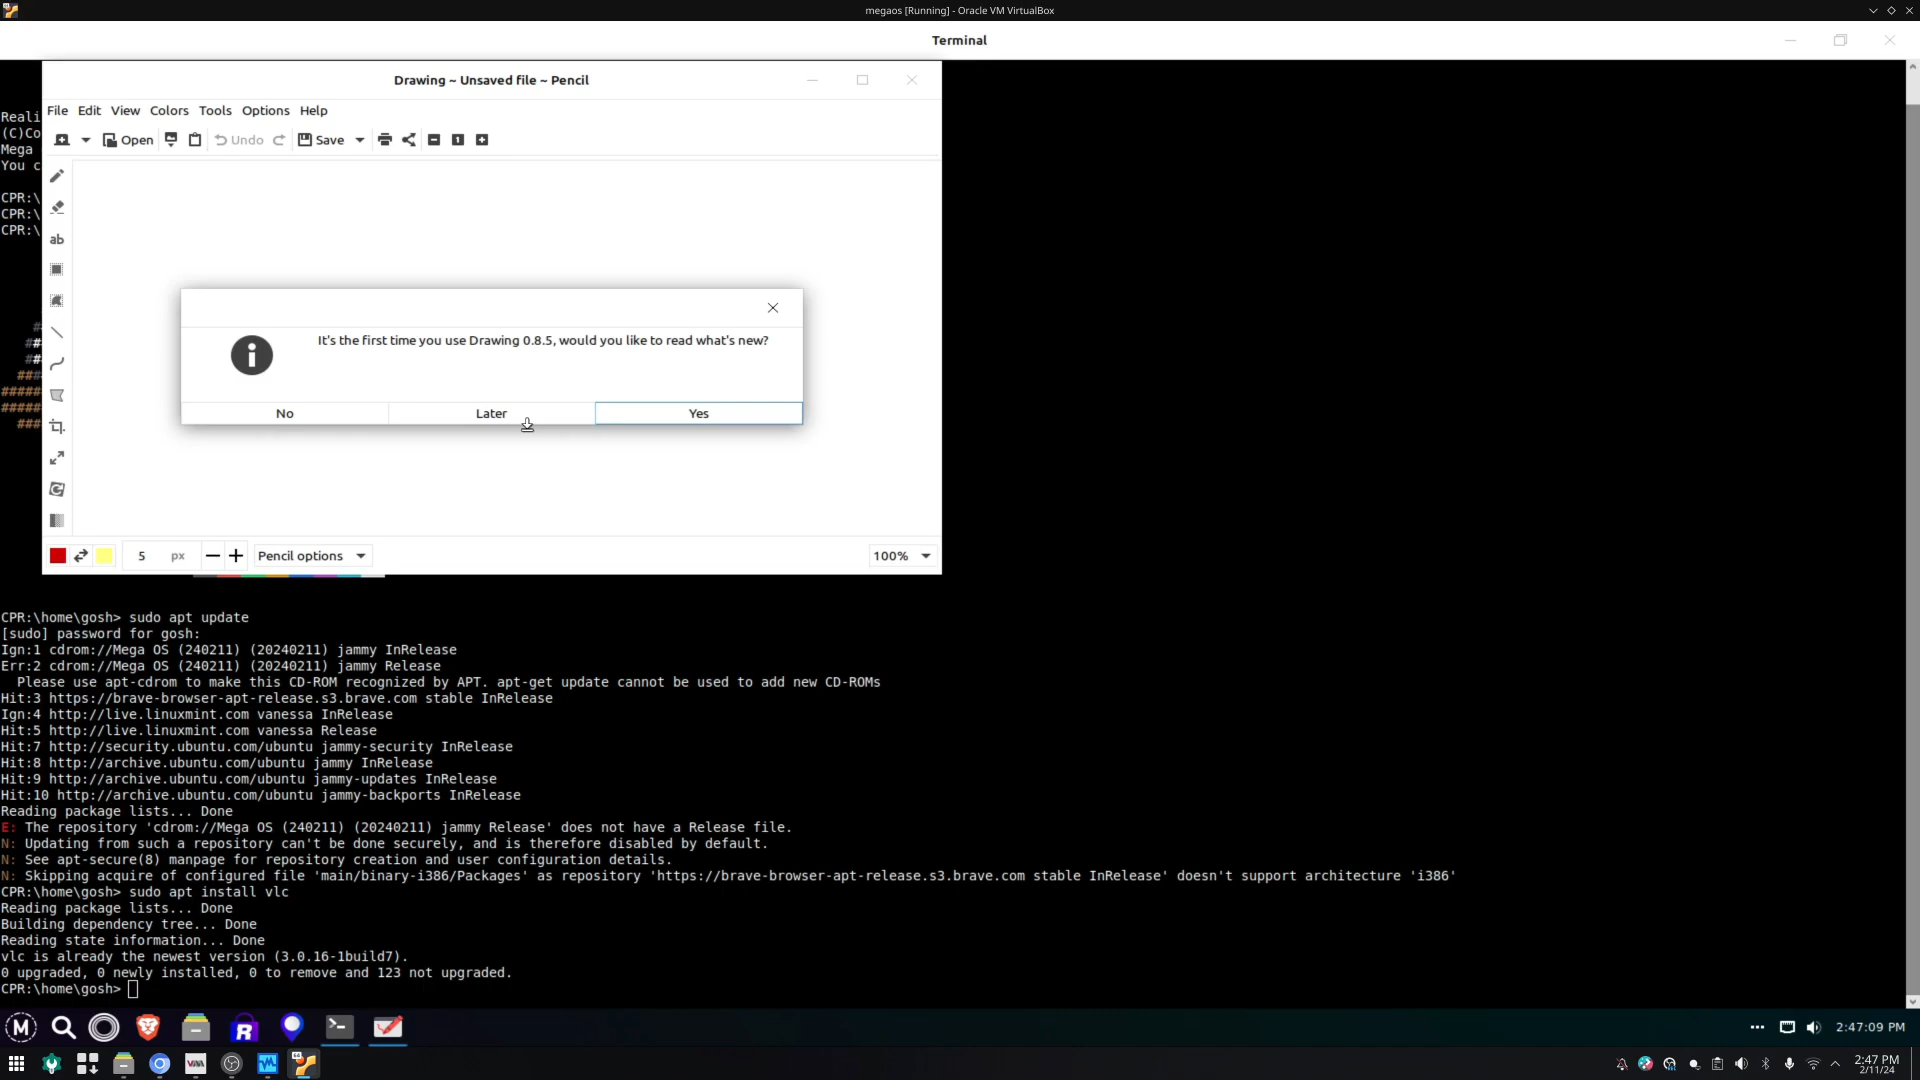 megaos [Running] - Oracle VM VirtualBox
Terminal
Drawing ~ Unsaved file ~ Pencil
File Edit View Colors Tools Options Help
Open Undo Save
Reali
(C)Co
Mega
You c
CPR:\
CPR:\
CPR:\
ab
It's the first time you use Drawing 0.8.5, would you like to read what's new?
No Later Yes
##
###
###
####
#####
#####
###
5 px Pencil options 100%
CPR:\home\gosh> sudo apt update
[sudo] password for gosh:
Ign:1 cdrom://Mega OS (240211) (20240211) jammy InRelease
Err:2 cdrom://Mega OS (240211) (20240211) jammy Release
Please use apt-cdrom to make this CD-ROM recognized by APT. apt-get update cannot be used to add new CD-ROMs
Hit:3 https://brave-browser-apt-release.s3.brave.com stable InRelease
Ign:4 http://live.linuxmint.com vanessa InRelease
Hit:5 http://live.linuxmint.com vanessa Release
Hit:7 http://security.ubuntu.com/ubuntu jammy-security InRelease
Hit:8 http://archive.ubuntu.com/ubuntu jammy InRelease
Hit:9 http://archive.ubuntu.com/ubuntu jammy-updates InRelease
Hit:10 http://archive.ubuntu.com/ubuntu jammy-backports InRelease
Reading package lists... Done
E: The repository 'cdrom://Mega OS (240211) (20240211) jammy Release' does not have a Release file.
N: Updating from such a repository can't be done securely, and is therefore disabled by default.
N: See apt-secure(8) manpage for repository creation and user configuration details.
N: Skipping acquire of configured file 'main/binary-i386/Packages' as repository 'https://brave-browser-apt-release.s3.brave.com stable InRelease' doesn't support architecture 'i386'
CPR:\home\gosh> sudo apt install vlc
Reading package lists... Done
Building dependency tree... Done
Reading state information... Done
vlc is already the newest version (3.0.16-1build7).
0 upgraded, 0 newly installed, 0 to remove and 123 not upgraded.
CPR:\home\gosh>
2:47:09 PM
2:47 PM
2/11/24